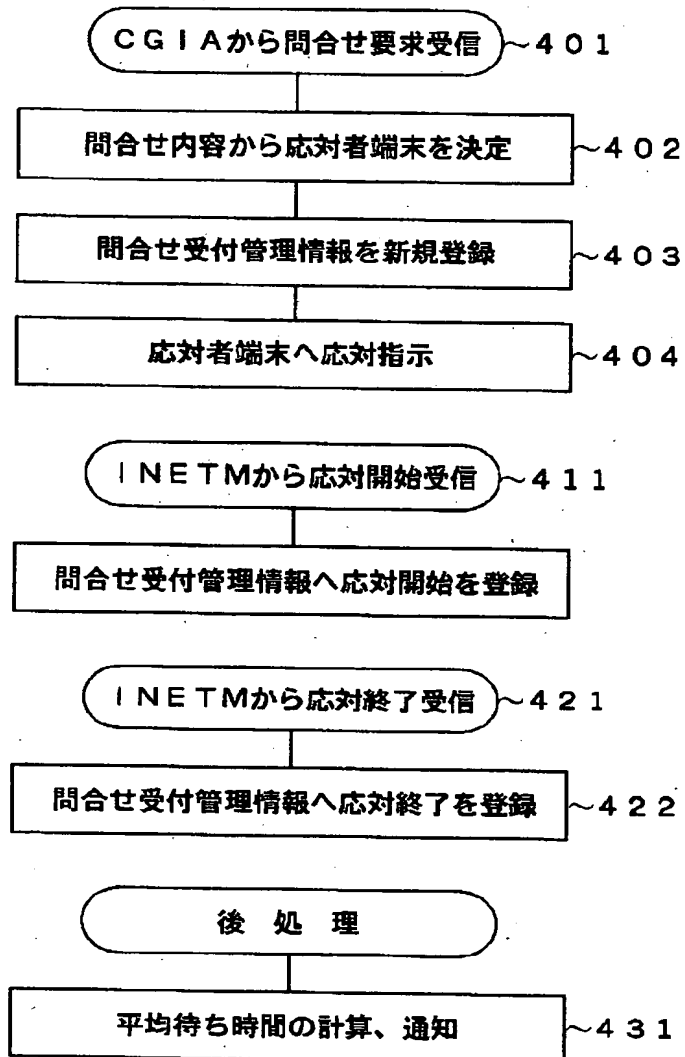 CGIAから問合せ要求受信 ~401
問合せ内容から応対者端末を決定 ~402
問合せ受付管理情報を新規登録 ~403
応対者端末へ応対指示 ~404
INETMから応対開始受信 ~411
問合せ受付管理情報へ応対開始を登録
INETMから応対終了受信 ~421
問合せ受付管理情報へ応対終了を登録 ~422
後 処 理
平均待ち時間の計算、通知 ~431